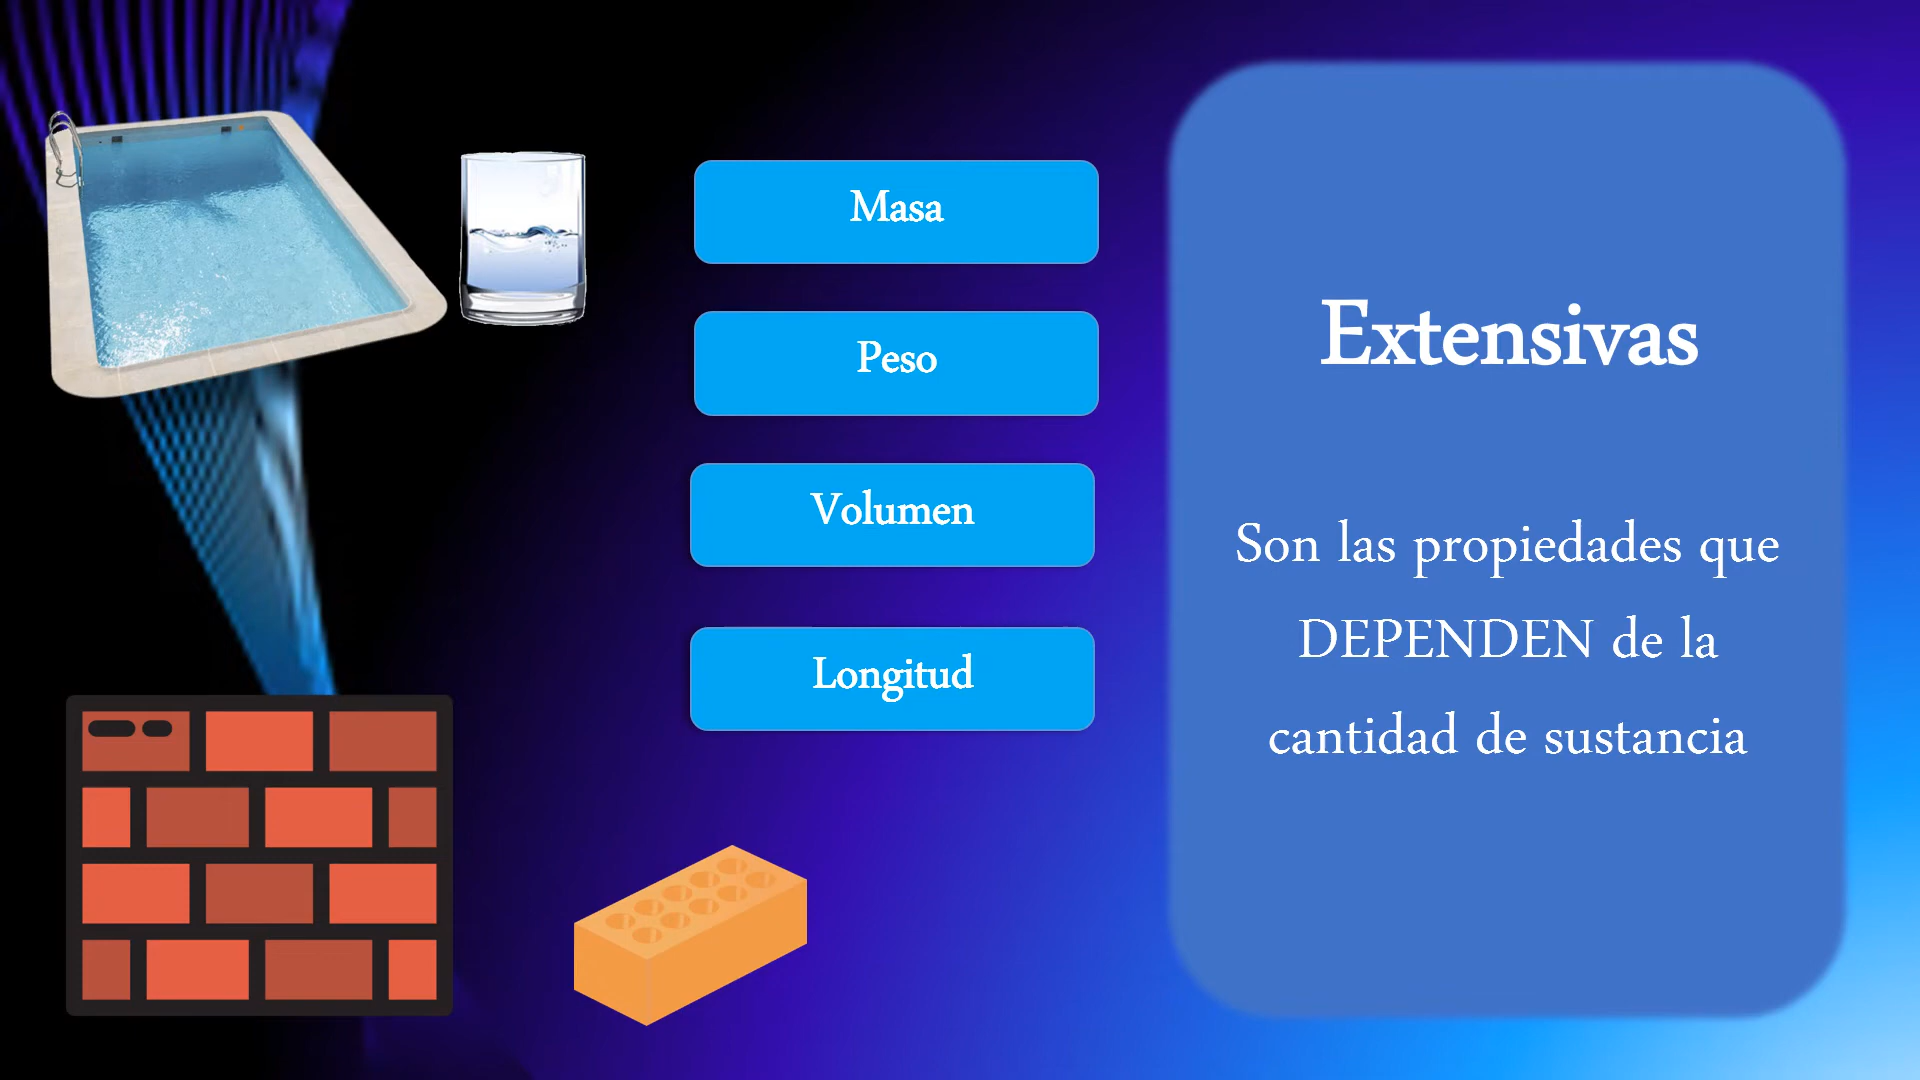 Masa
Peso
Volumen
Longitud
Extensivas
Son las propiedades que
DEPENDEN de la
cantidad de sustancia